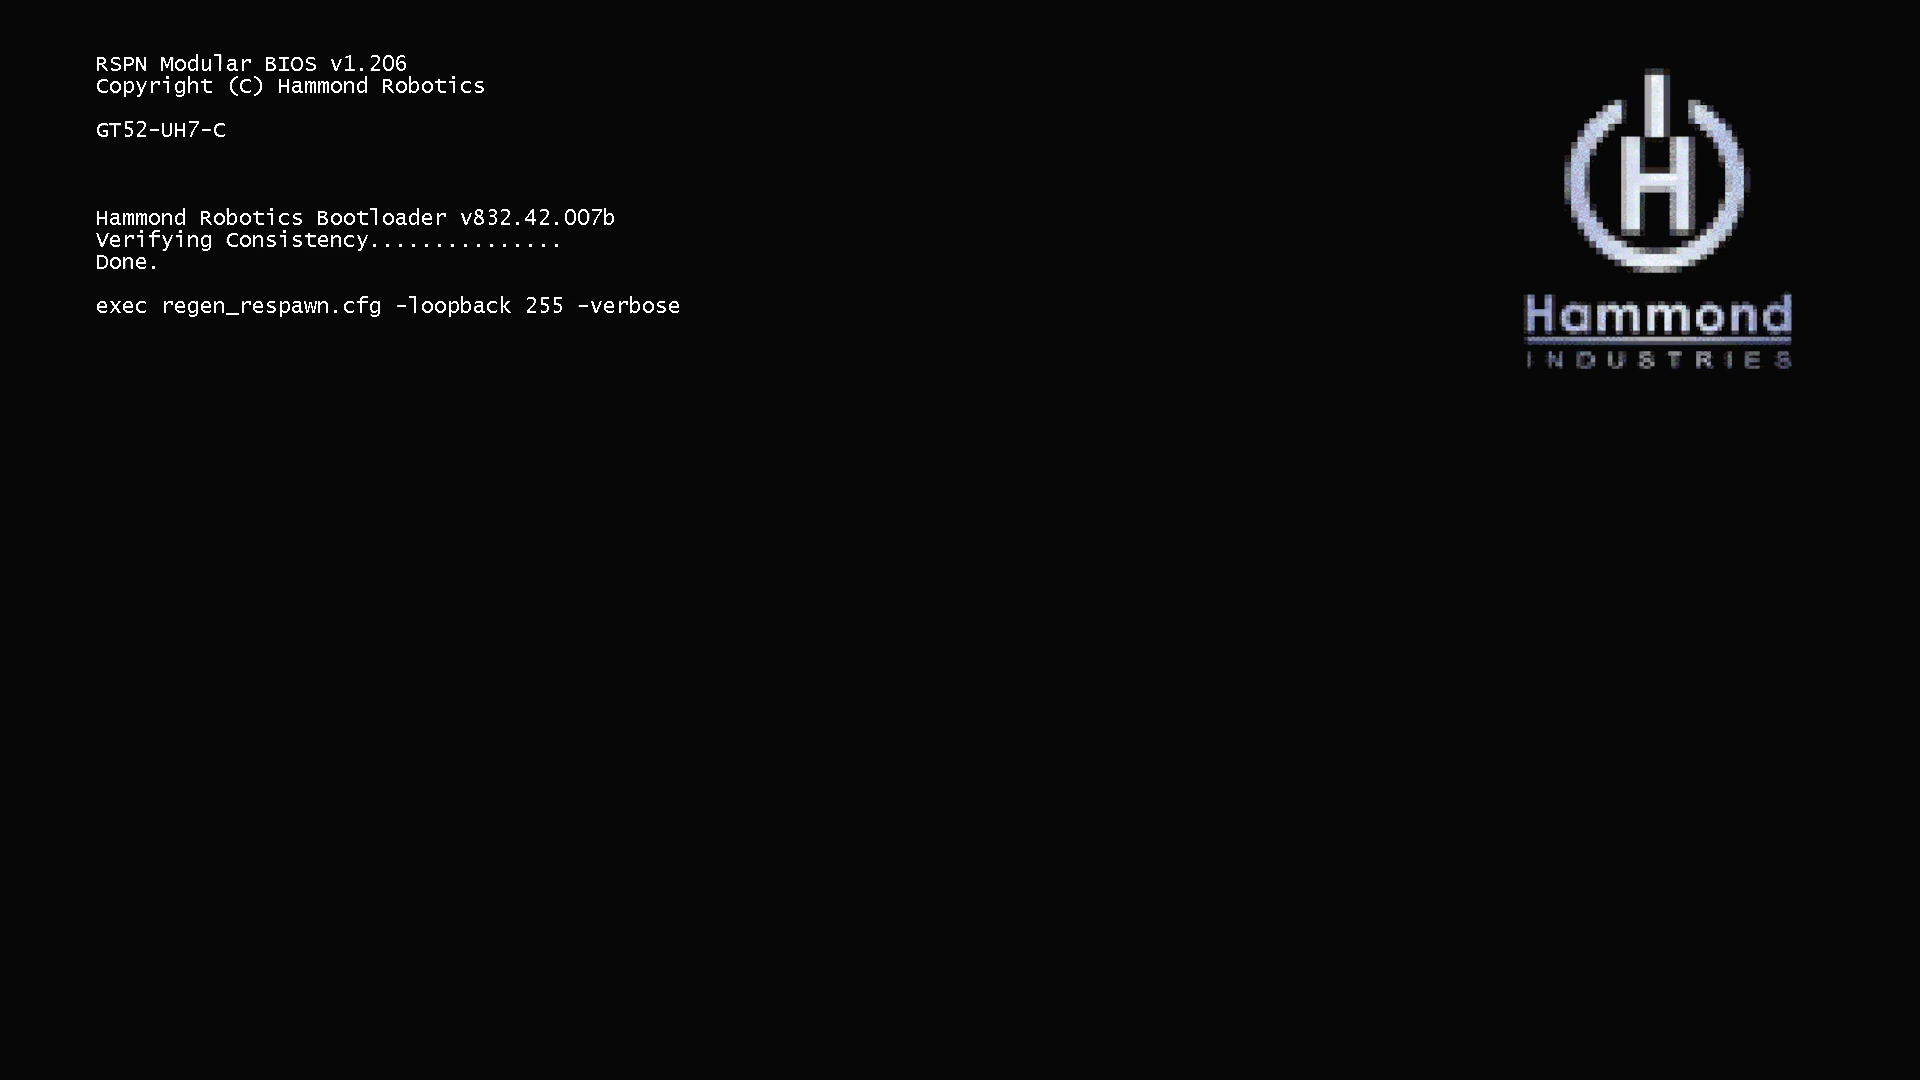 RSPN Modular BIOS v1.206
Copyright (C) Hammond Robotics
GT52-UH7-C
Hammond Robotics Bootloader v832.42.007b
Verifying Consistency...............
Done.
exec regen_respawn.cfg -loopback 255 -verbose
H
Hammond
INDUSTRIES